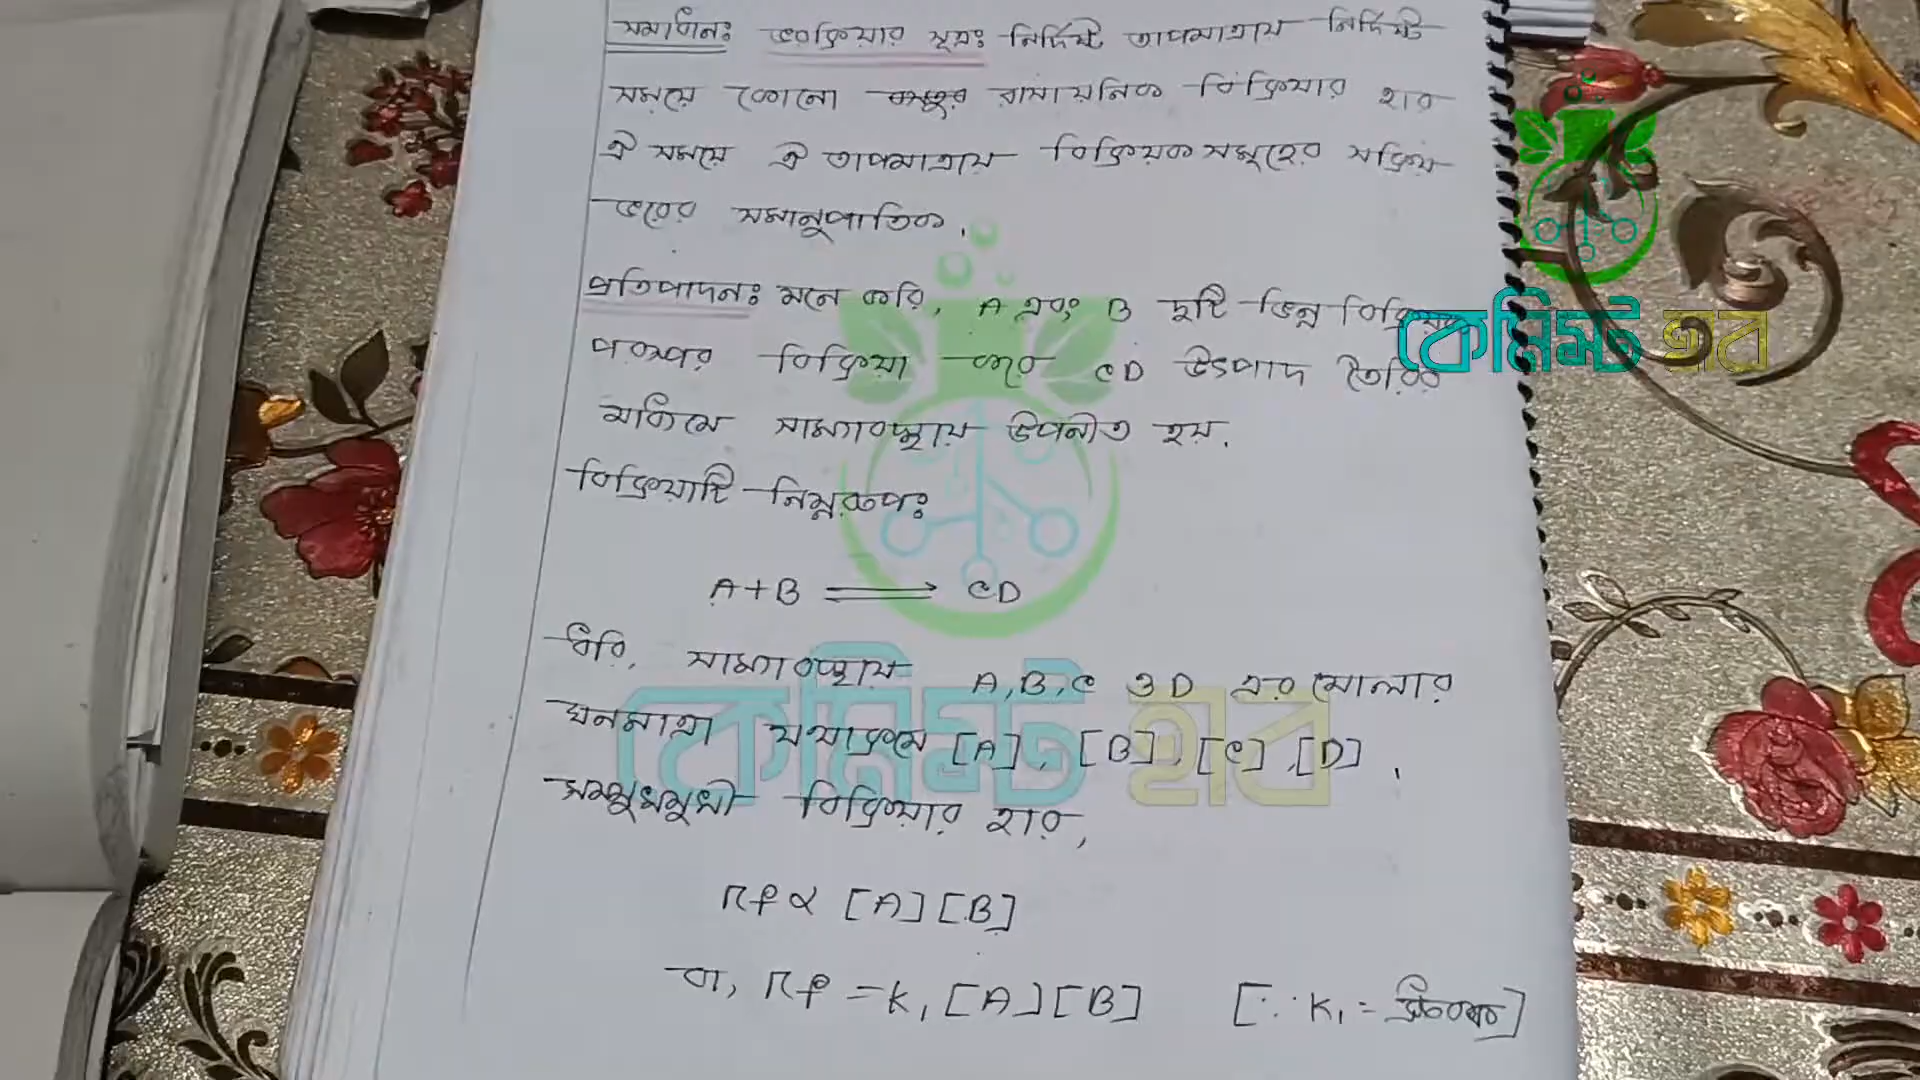 সমাধানঃ ভরক্রিয়ার সূত্রঃ নির্দিষ্ট তাপমাত্রায় নির্দিষ্ট
সময়ে কোনো রাসায়নিক বিক্রিয়ার হার
ঐ সময়ে ঐ তাপমাত্রায় বিক্রিয়ক সমূহের সক্রিয়
ভরের সমানুপাতিক।
প্রতিপাদনঃ মনে করি, A এবং B দুটি ভিন্ন বিক্রিয়ক
পরস্পর বিক্রিয়া করে CD উৎপাদ তৈরির
মাধ্যমে সাম্যাবস্থায় উপনীত হয়.
বিক্রিয়াটি নিম্নরূপঃ
A+B ⇌ CD
ধরি, সাম্যাবস্থায় A, B, C ও D এর মোলার
ঘনমাত্রা যথাক্রমে [A], [B], [C], [D].
সম্মুখমুখী বিক্রিয়ার হার,
rf ∝ [A] [B]
বা, rf = K₁ [A] [B] [∵ K₁ = ধ্রুবক]
কেমিস্ট হাব
কেমিস্ট হাব